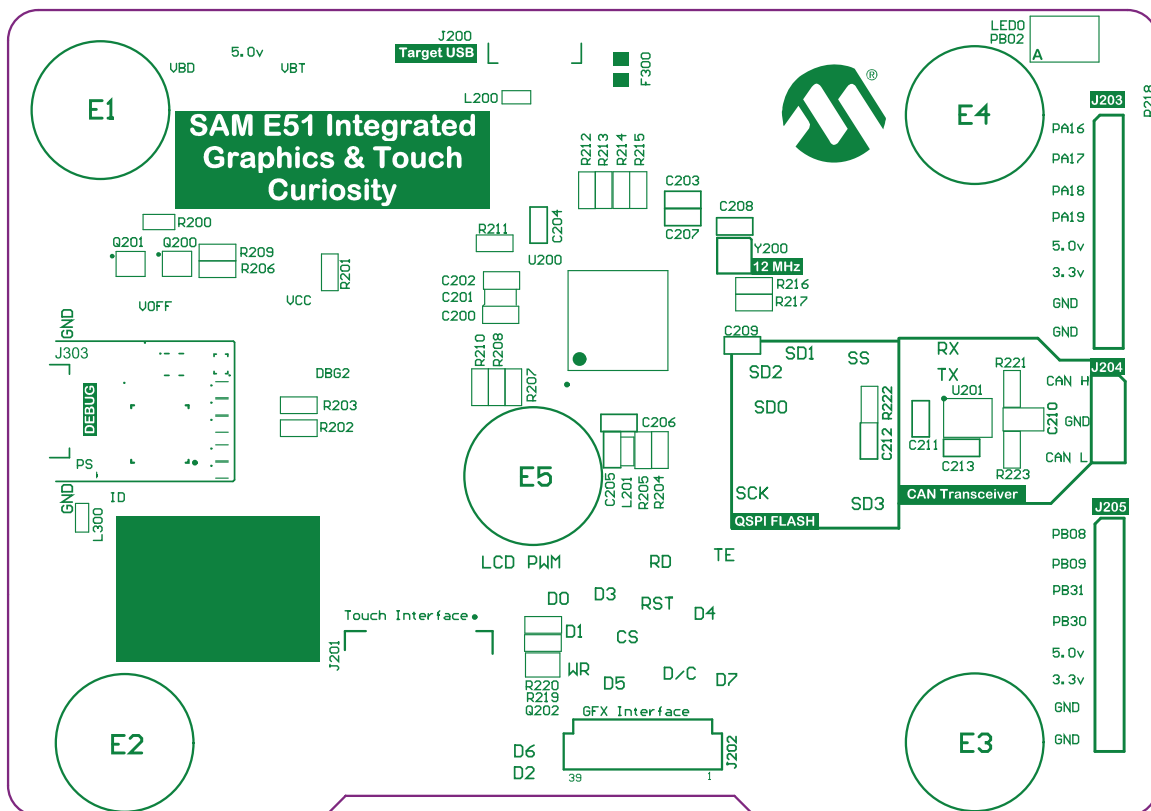 J200
5.0v
Target USB
VBD
VBT
LED0
PB02
A
F300
L200
E1
E4
®
J203
R218
SAM E51 Integrated
Graphics & Touch
Curiosity
R212
R213
R214
R215
PA16
PA17
PA18
PA19
5.0v
3.3v
GND
GND
C203
C207
C208
C204
R200
R211
U200
Y200
12 MHz
Q201
Q200
R209
R206
R201
C202
C201
C200
R216
R217
VOFF
VCC
GND
J303
DEBUG
PS
GND
ID
L300
DBG2
R203
R202
R210
R208
R207
C209
SD1
SS
SD2
SD0
SCK
SD3
QSPI FLASH
R222
C212
RX
TX
U201
R221
C210
C211
C213
R223
CAN Transceiver
J204
CAN H
GND
CAN L
E5
C206
C205
L201
R205
R204
J205
PB08
PB09
PB31
PB30
5.0v
3.3v
GND
GND
LCD PWM
RD
TE
D0
D3
RST
D4
Touch Interface
J201
D1
CS
WR
D5
D/C
D7
R220
R219
Q202
GFX Interface
J202
D6
D2
39
1
E2
E3